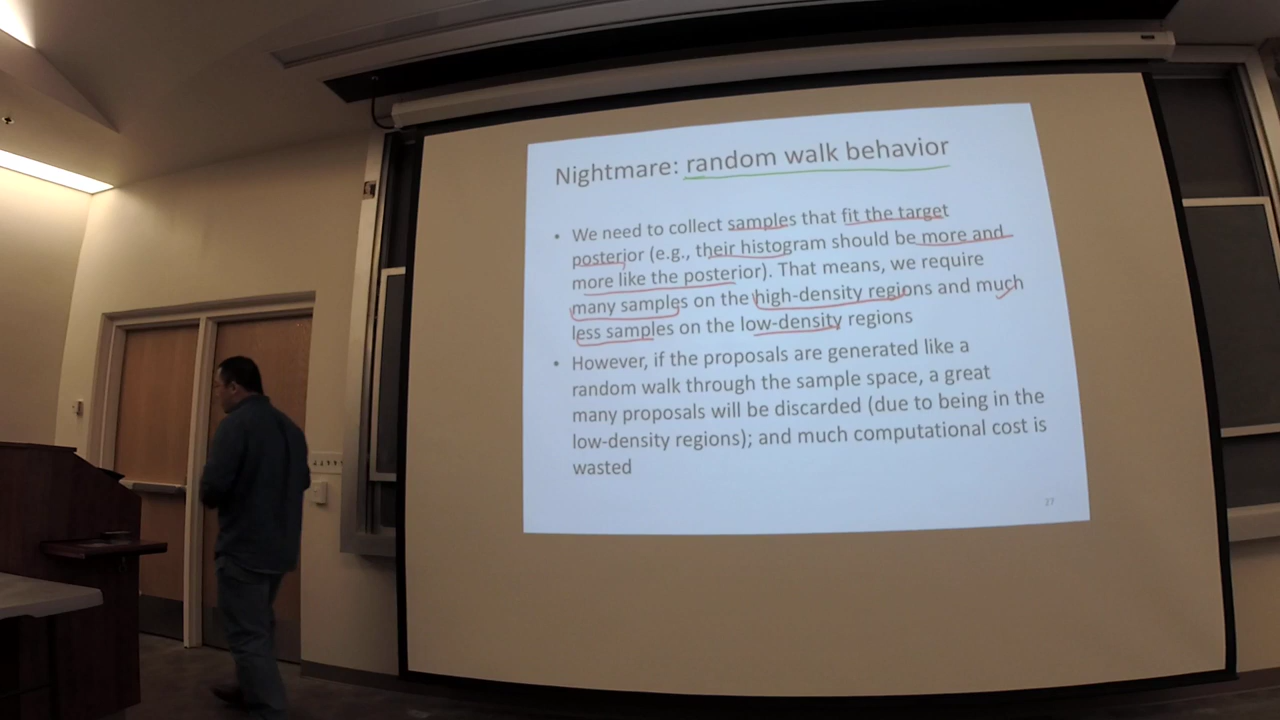 Nightmare: random walk behavior
• We need to collect samples that fit the target
posterior (e.g., their histogram should be more and
more like the posterior). That means, we require
many samples on the high-density regions and much
less samples on the low-density regions
• However, if the proposals are generated like a
random walk through the sample space, a great
many proposals will be discarded (due to being in the
low-density regions); and much computational cost is
wasted
27